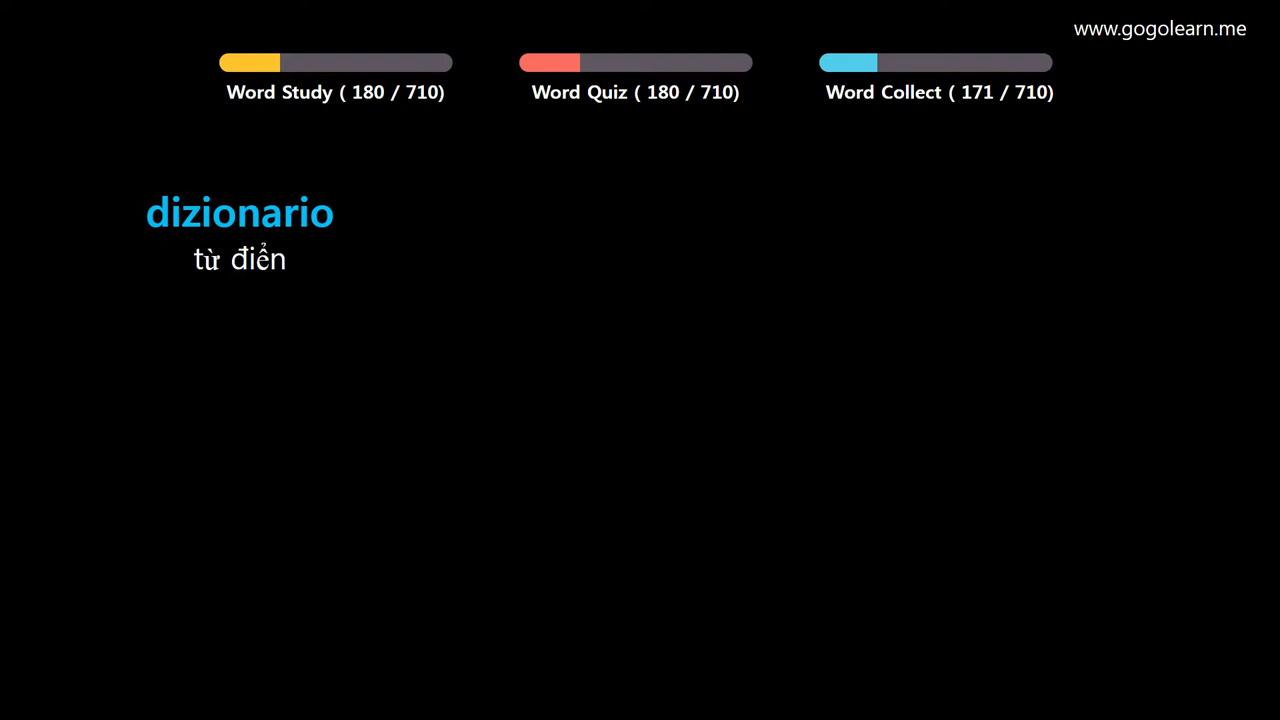 www.gogolearn.me
Word Study ( 180 / 710)
Word Quiz ( 180 / 710)
Word Collect ( 171 / 710)
dizionario
từ điển